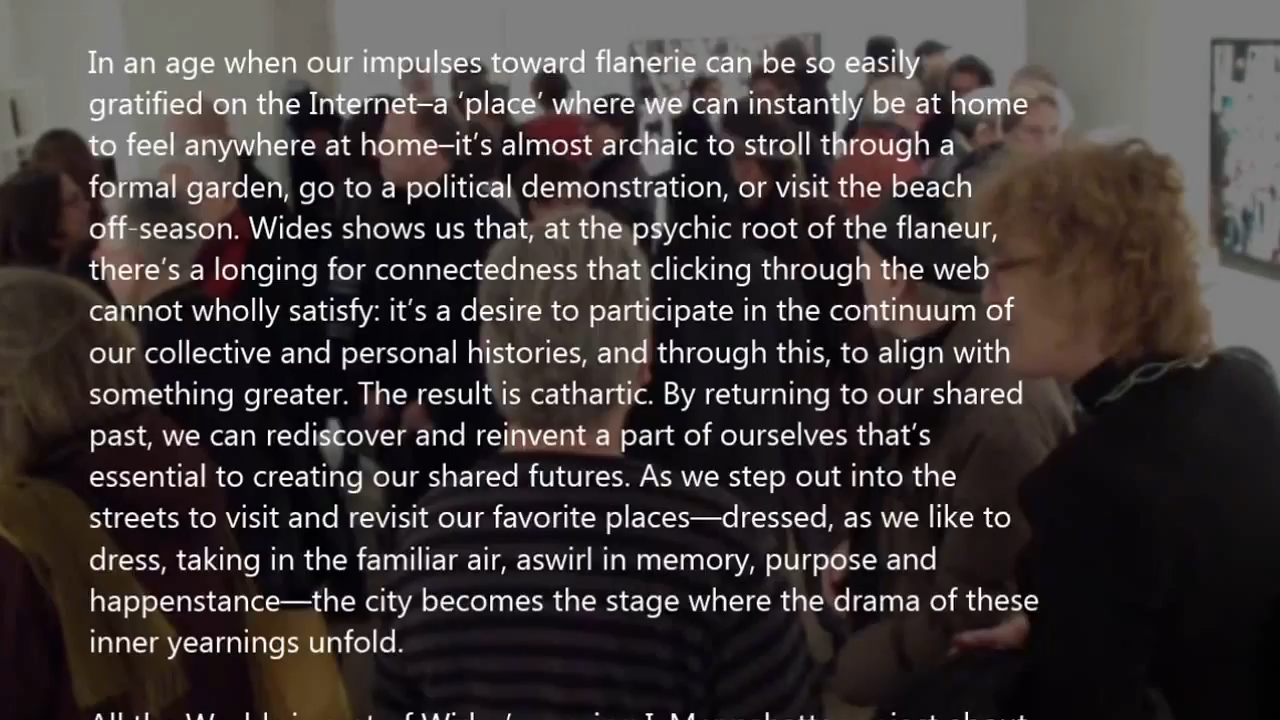 In an age when our impulses toward flanerie can be so easily
gratified on the Internet–a ‘place’ where we can instantly be at home
to feel anywhere at home–it’s almost archaic to stroll through a
formal garden, go to a political demonstration, or visit the beach
off-season. Wides shows us that, at the psychic root of the flaneur,
there’s a longing for connectedness that clicking through the web
cannot wholly satisfy: it’s a desire to participate in the continuum of
our collective and personal histories, and through this, to align with
something greater. The result is cathartic. By returning to our shared
past, we can rediscover and reinvent a part of ourselves that’s
essential to creating our shared futures. As we step out into the
streets to visit and revisit our favorite places—dressed, as we like to
dress, taking in the familiar air, aswirl in memory, purpose and
happenstance—the city becomes the stage where the drama of these
inner yearnings unfold.